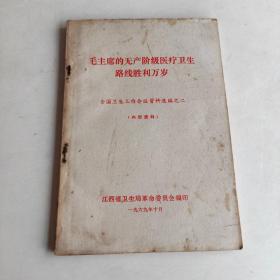 毛主席的无产阶级医疗卫生
路线胜利万岁
全国卫生工作会议资料选编之二
（内部资料）
江西省卫生局革命委员会编印
一九六九年十月